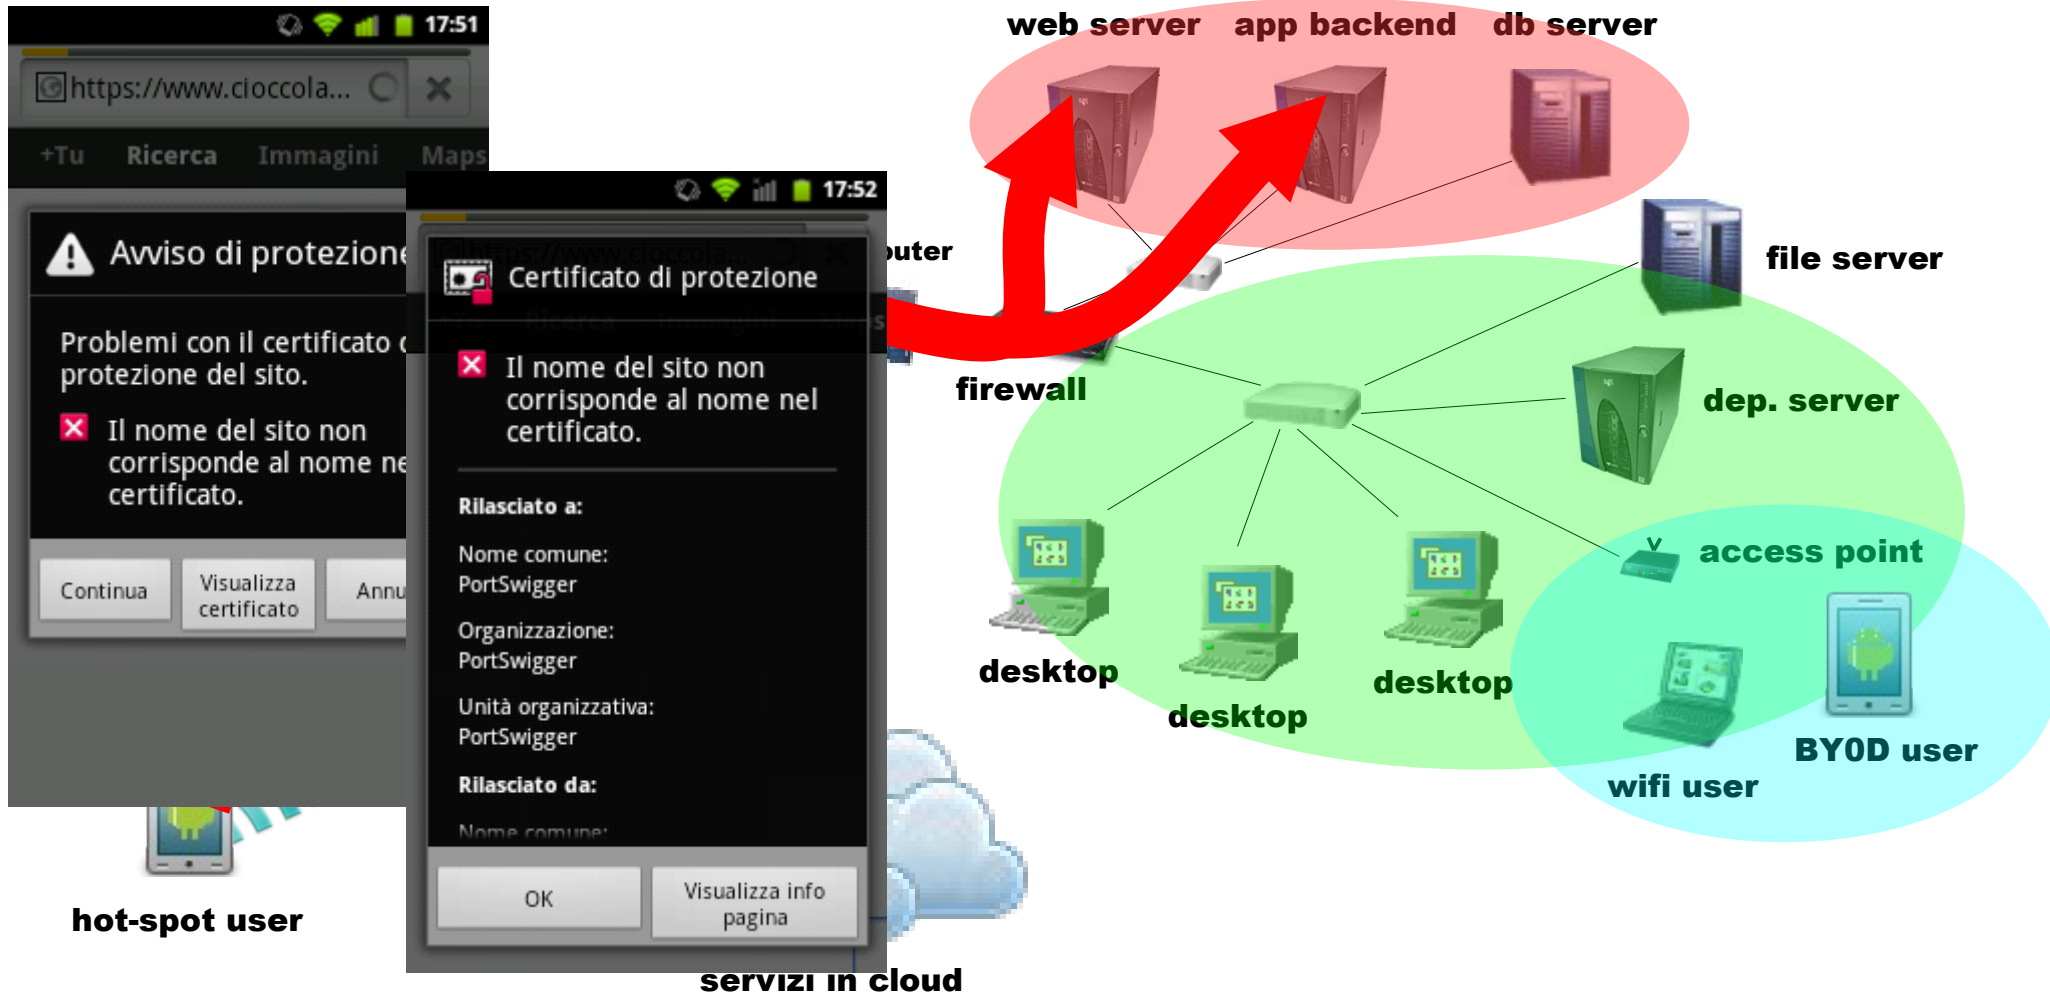 17:51
https://www.cioccola...
+Tu Ricerca Immagini Maps
Avviso di protezione
Problemi con il certificato
protezione del sito.
Il nome del sito non
corrisponde al nome
certificato.
Continua
Visualizza
certificato
17:52
Certificato di protezione
Il nome del sito non
corrisponde al nome nel
certificato.
Rilasciato a:
Nome comune:
PortSwigger
Organizzazione:
PortSwigger
Unità organizzativa:
PortSwigger
Rilasciato da:
Nome comune:
OK
Visualizza info
pagina
hot-spot user
servizi in cloud
web server
app backend
db server
firewall
file server
dep. server
access point
desktop
desktop
desktop
wifi user
BY0D user